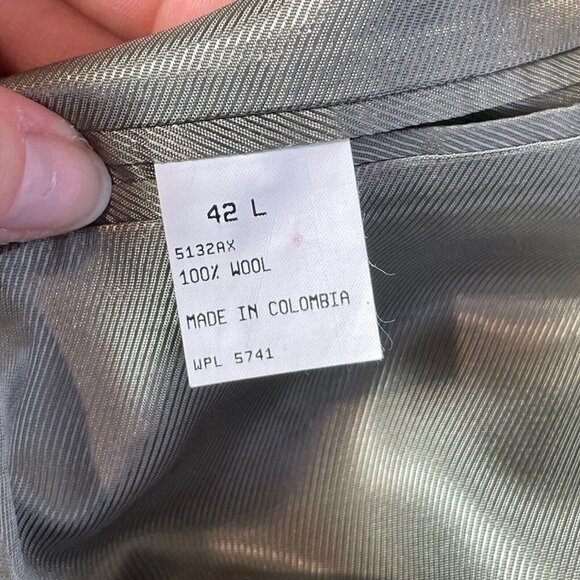 42 L
5132AX
100% WOOL
MADE IN COLOMBIA
WPL 5741